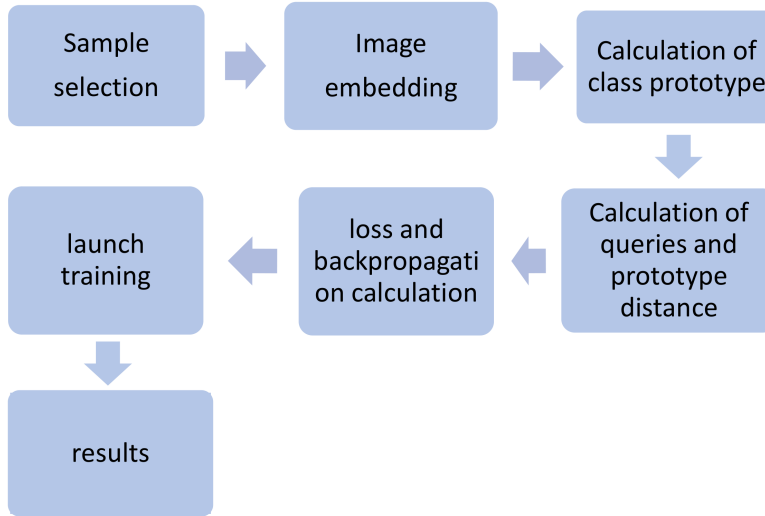 Sample
selection
Image
embedding
Calculation of
class prototype
Calculation of
queries and
prototype
distance
loss and
backpropagati
on calculation
launch
training
results